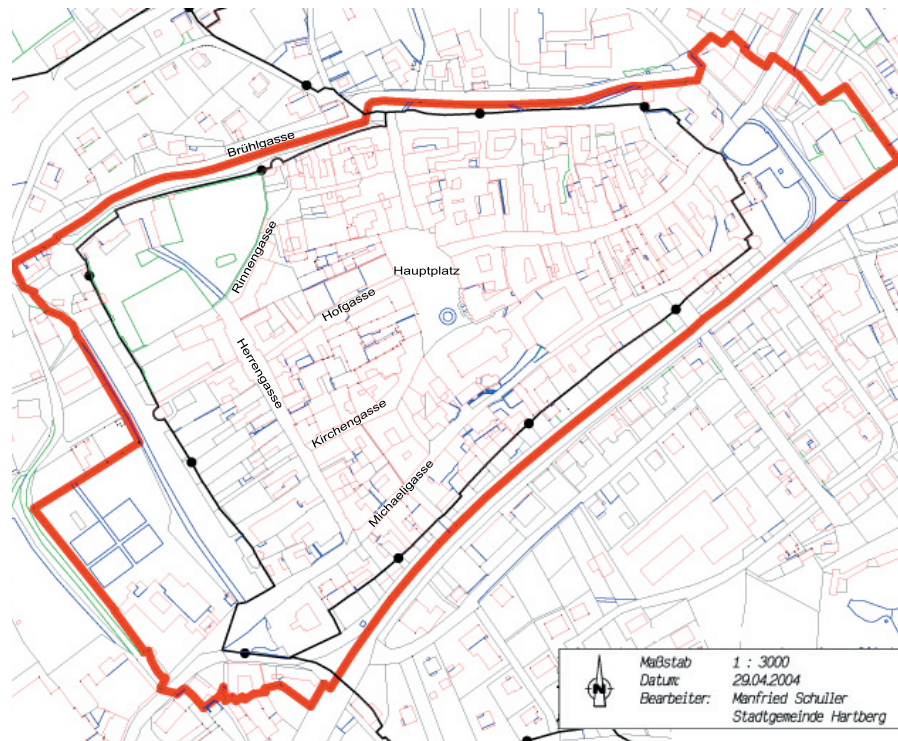 Brühlgasse
Rinnengasse
Hauptplatz
Hofgasse
Herrengasse
Kirchengasse
Michaeligasse
N
Maßstab 1 : 3000
Datum: 29.04.2004
Bearbeiter: Manfried Schuller
Stadtgemeinde Hartberg